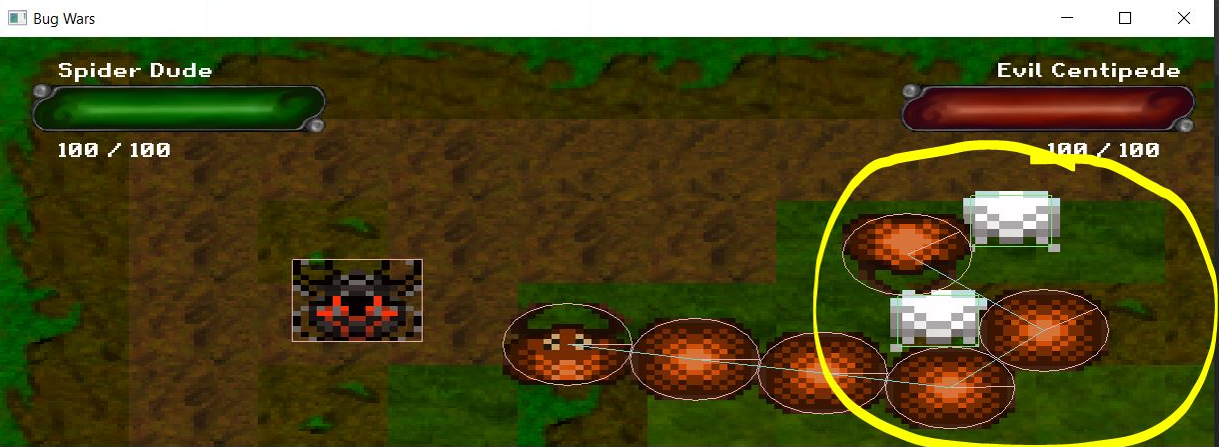 Bug Wars
Spider Dude
Evil Centipede
100 / 100
100 / 100